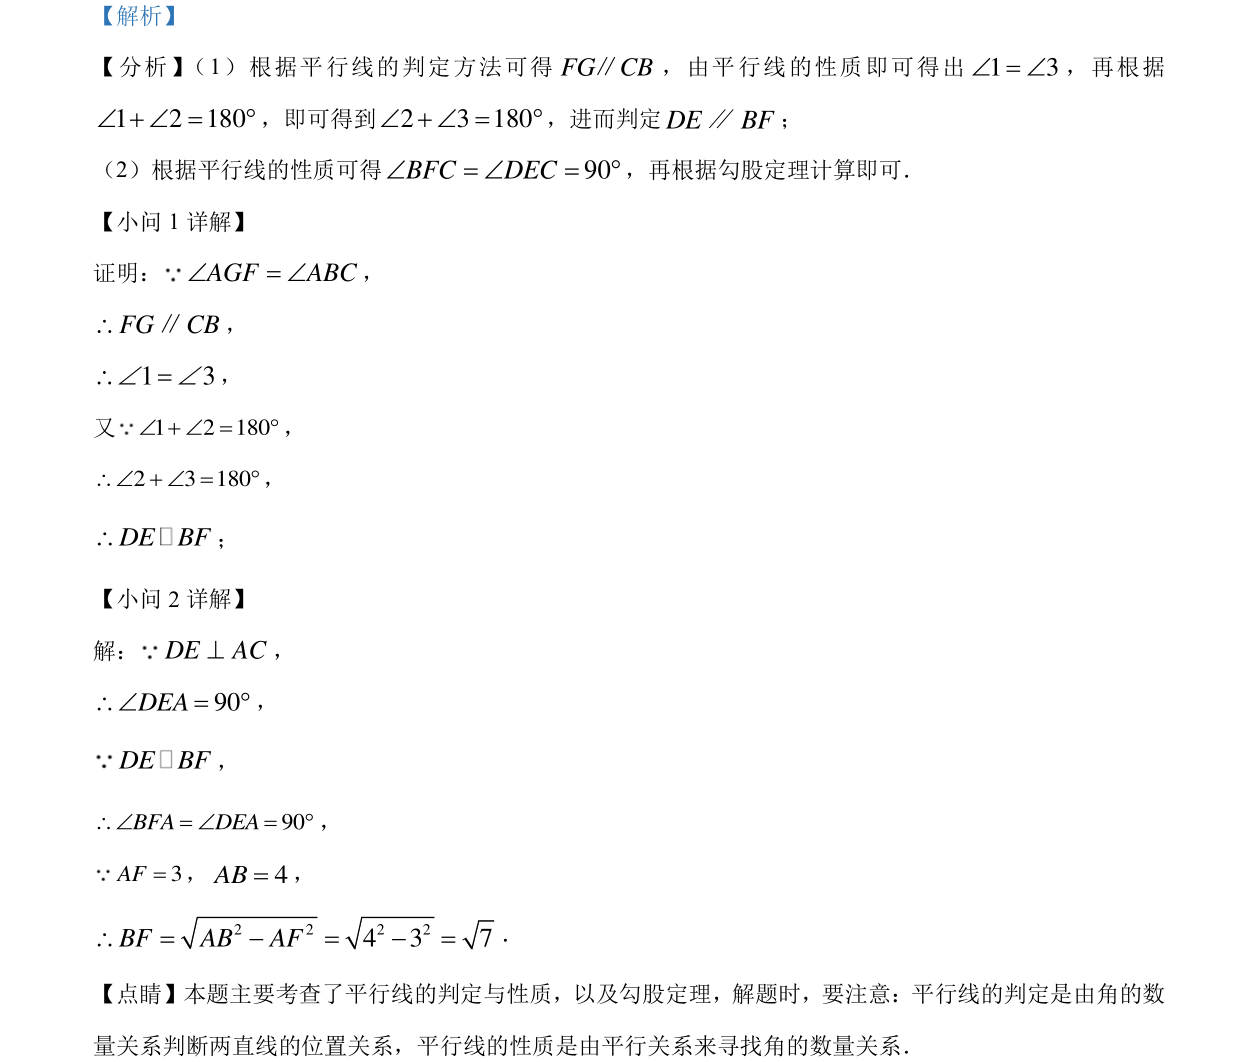 【解析】
【分析】（1）根据平行线的判定方法可得 FG∥CB，由平行线的性质即可得出∠1=∠3，再根据
∠1+∠2=180°，即可得到∠2+∠3=180°，进而判定DE∥BF；
（2）根据平行线的性质可得∠BFC=∠DEC=90°，再根据勾股定理计算即可．
【小问 1 详解】
证明：∵∠AGF=∠ABC，
∴FG∥CB，
∴∠1=∠3，
又∵∠1+∠2=180°，
∴∠2+∠3=180°，
∴DE□BF；
【小问 2 详解】
解：∵DE⊥AC，
∴∠DEA=90°，
∵DE□BF，
∴∠BFA=∠DEA=90°，
∵AF=3，AB=4，
∴BF=√(AB²−AF²)=√(4²−3²)=√7．
【点睛】本题主要考查了平行线的判定与性质，以及勾股定理，解题时，要注意：平行线的判定是由角的数
量关系判断两直线的位置关系，平行线的性质是由平行关系来寻找角的数量关系．